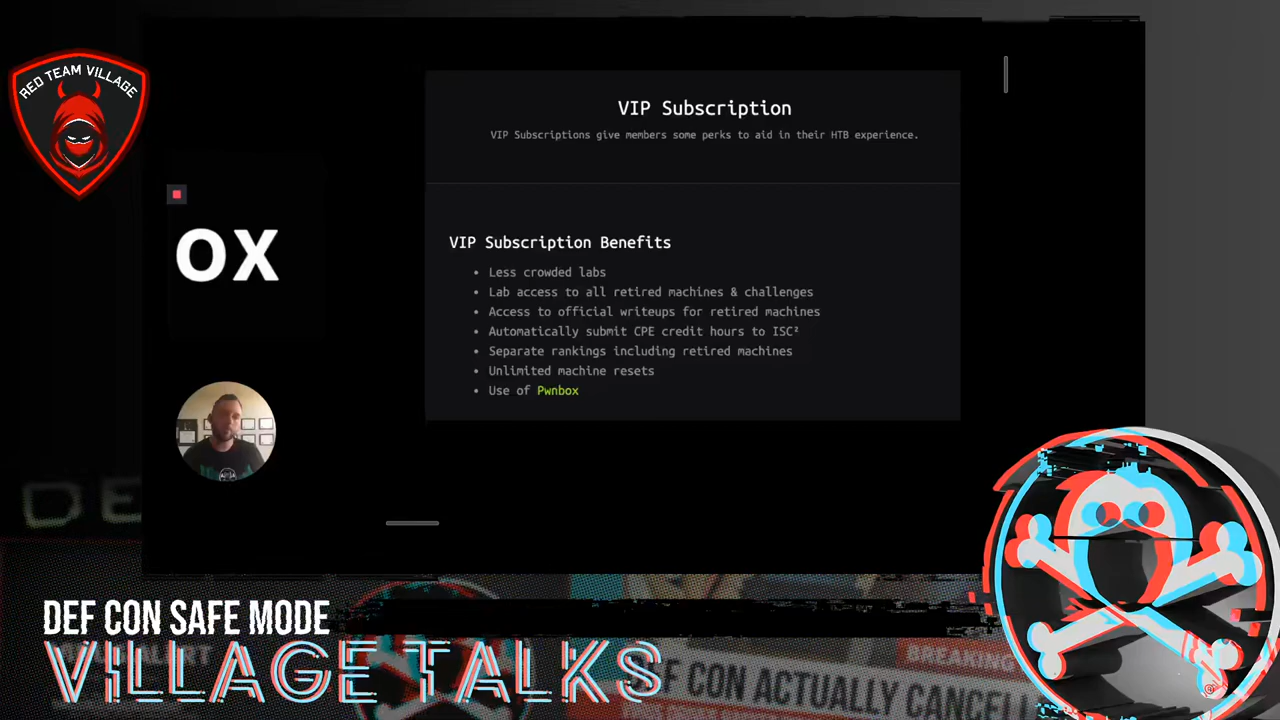 RED TEAM VILLAGE
VIP Subscription
VIP Subscriptions give members some perks to aid in their HTB experience.
OX
VIP Subscription Benefits
• Less crowded labs
• Lab access to all retired machines & challenges
• Access to official writeups for retired machines
• Automatically submit CPE credit hours to ISC²
• Separate rankings including retired machines
• Unlimited machine resets
• Use of Pwnbox
DE
DEF CON SAFE MODE
VILLAGE TALKS
BREAKING
DEF CON ACTUALLY CANCELL